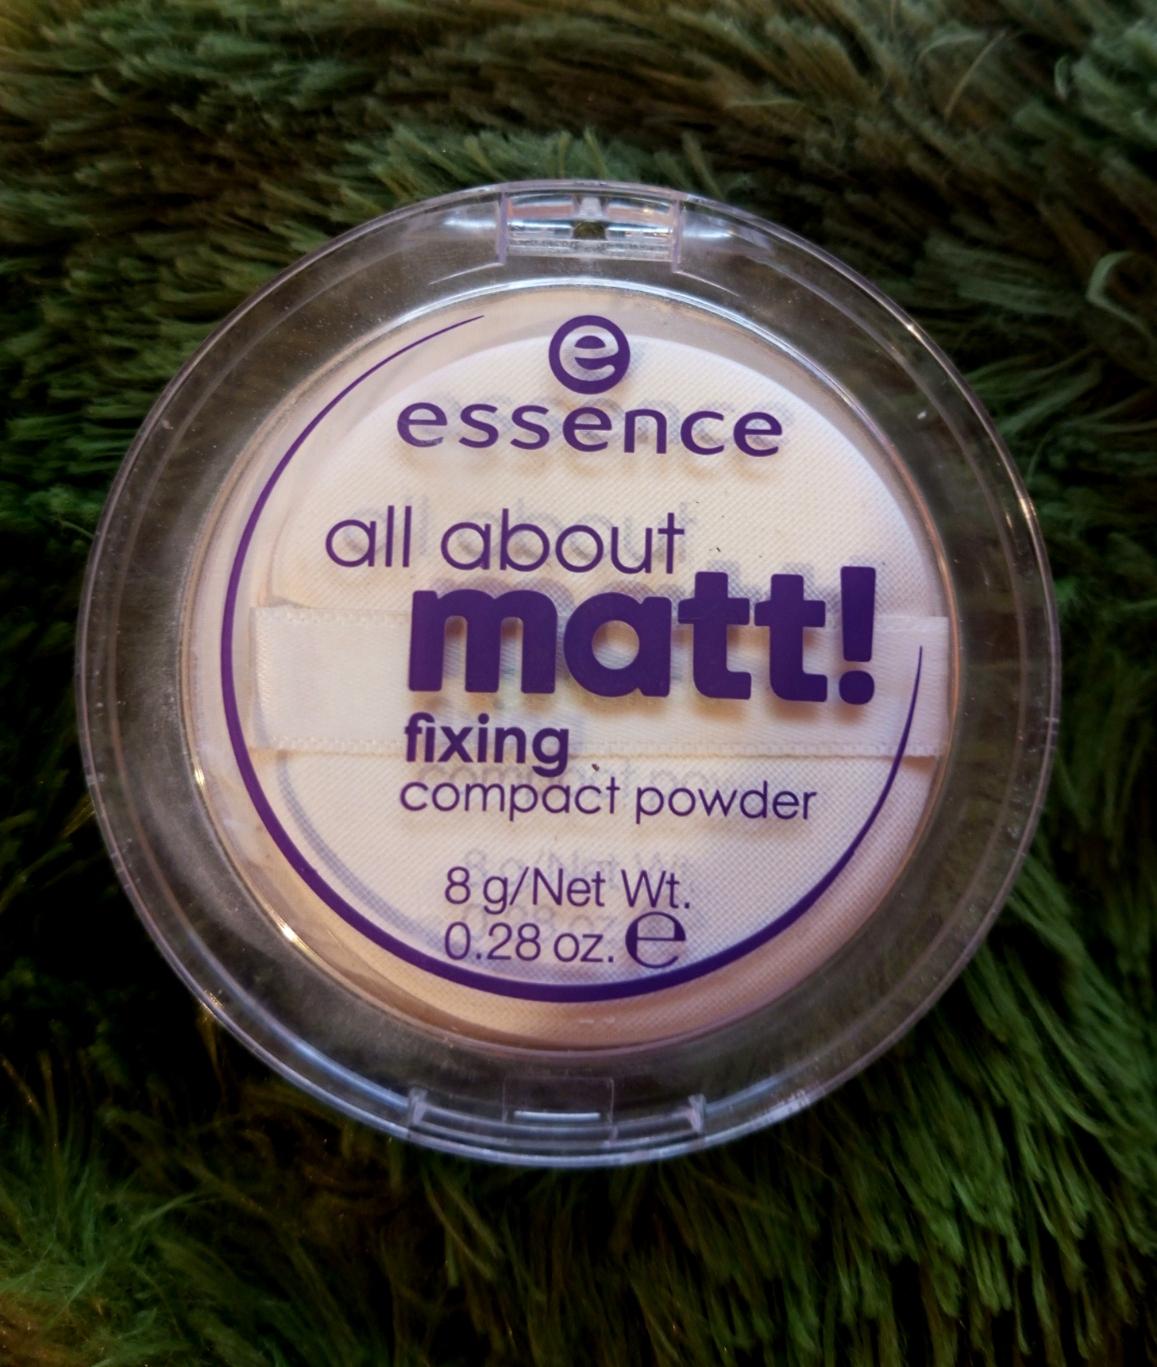 e
essence
all about
matt!
fixing
compact powder
8 g/Net Wt.
0.28 oz. ℮